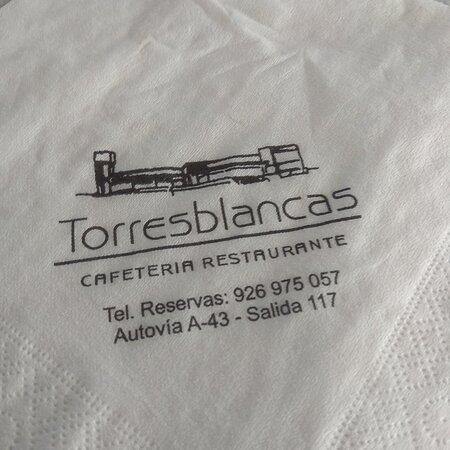 Torresblancas
CAFETERIA RESTAURANTE
Tel. Reservas: 926 975 057
Autovía A-43 - Salida 117